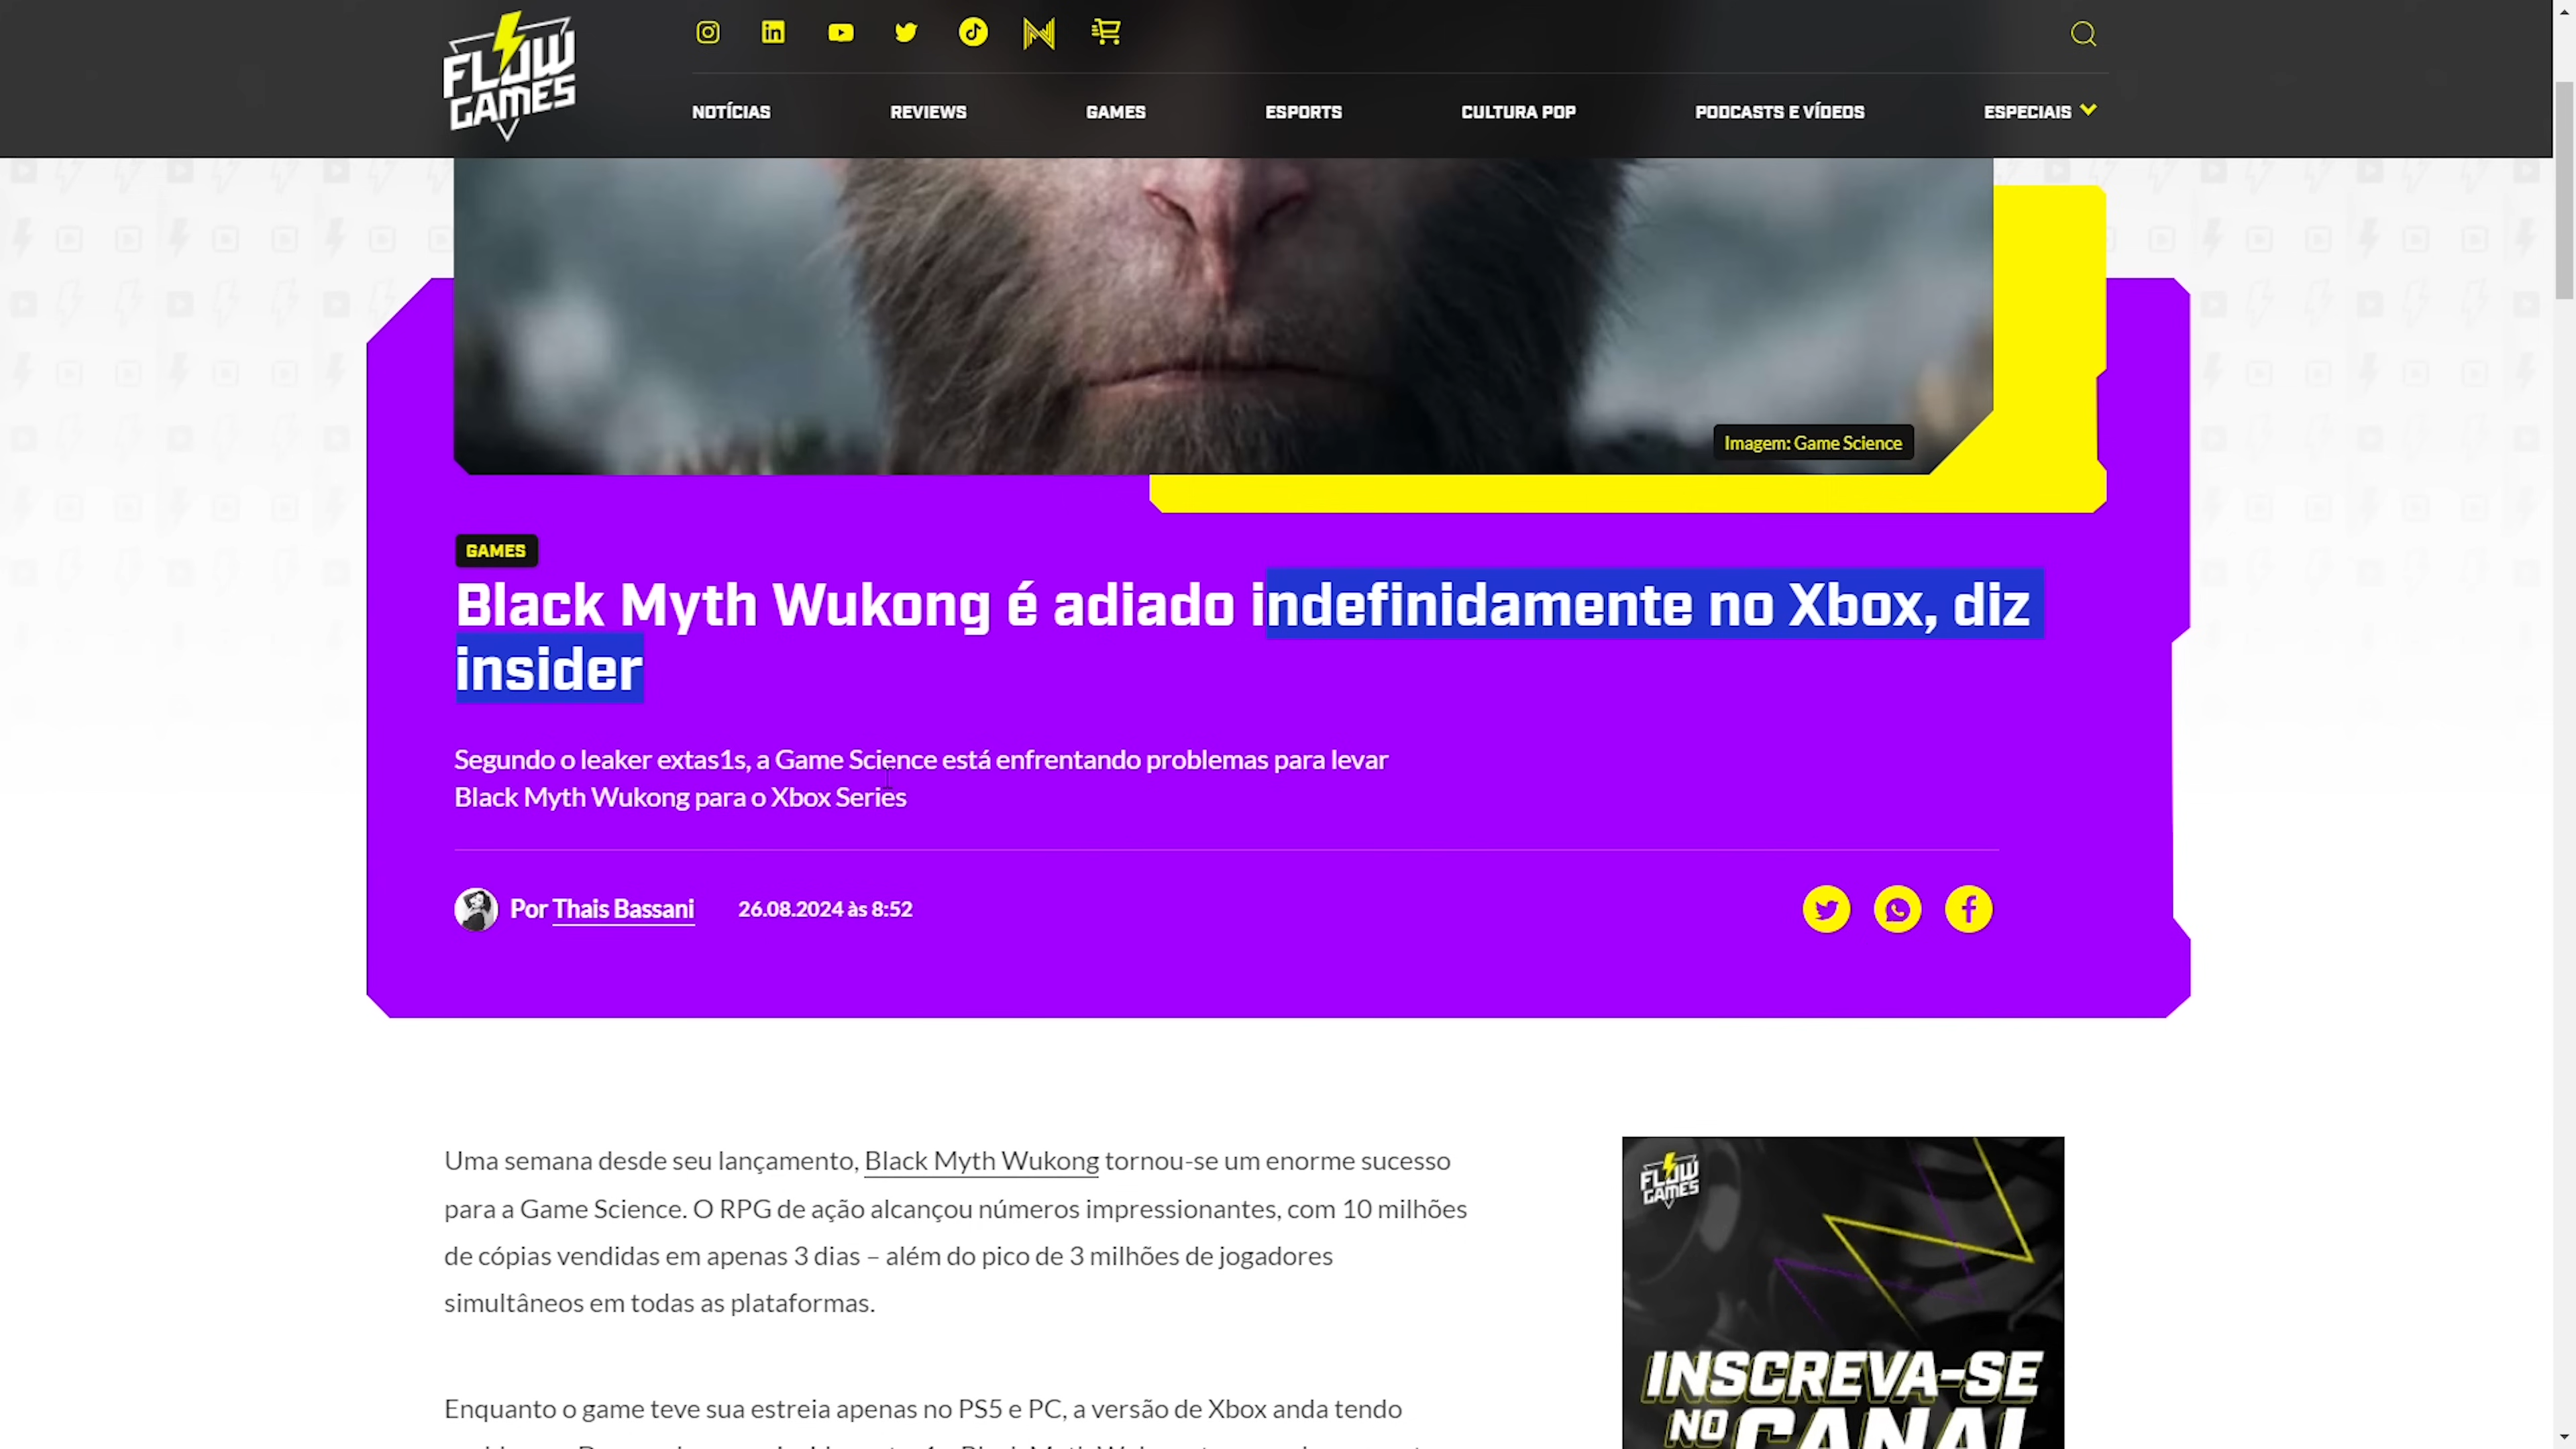 FLOW
GAMES
NOTÍCIAS
REVIEWS
GAMES
ESPORTS
CULTURA POP
PODCASTS E VÍDEOS
ESPECIAIS
Imagem: Game Science
GAMES
Black Myth Wukong é adiado indefinidamente no Xbox, diz
insider
Segundo o leaker extas1s, a Game Science está enfrentando problemas para levar
Black Myth Wukong para o Xbox Series
Por Thais Bassani
26.08.2024 às 8:52
Uma semana desde seu lançamento, Black Myth Wukong tornou-se um enorme sucesso
para a Game Science. O RPG de ação alcançou números impressionantes, com 10 milhões
de cópias vendidas em apenas 3 dias – além do pico de 3 milhões de jogadores
simultâneos em todas as plataformas.
Enquanto o game teve sua estreia apenas no PS5 e PC, a versão de Xbox anda tendo
FLOW
GAMES
INSCREVA-SE
NO CANAL